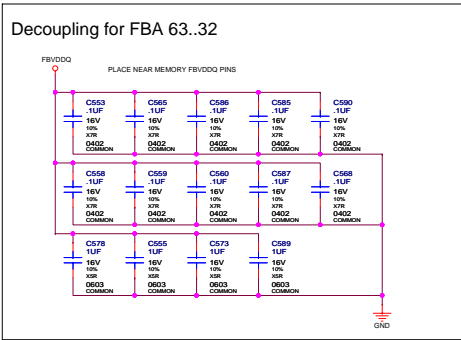 Decoupling for FBA 63..32
FBVDDQ
PLACE NEAR MEMORY FBVDDQ PINS
C553 C565 C586 C585 C590
.1UF .1UF .1UF .1UF .1UF
16V 16V 16V 16V 16V
10% 10% 10% 10% 10%
X7R X7R X7R X7R X7R
0402 0402 0402 0402 0402
COMMON COMMON COMMON COMMON COMMON
C558 C559 C560 C587 C568
.1UF .1UF .1UF .1UF .1UF
16V 16V 16V 16V 16V
10% 10% 10% 10% 10%
X7R X7R X7R X7R X7R
0402 0402 0402 0402 0402
COMMON COMMON COMMON COMMON COMMON
C578 C555 C573 C589
1UF 1UF 1UF 1UF
16V 16V 16V 16V
10% 10% 10% 10%
X5R X5R X5R X5R
0603 0603 0603 0603
COMMON COMMON COMMON COMMON
GND